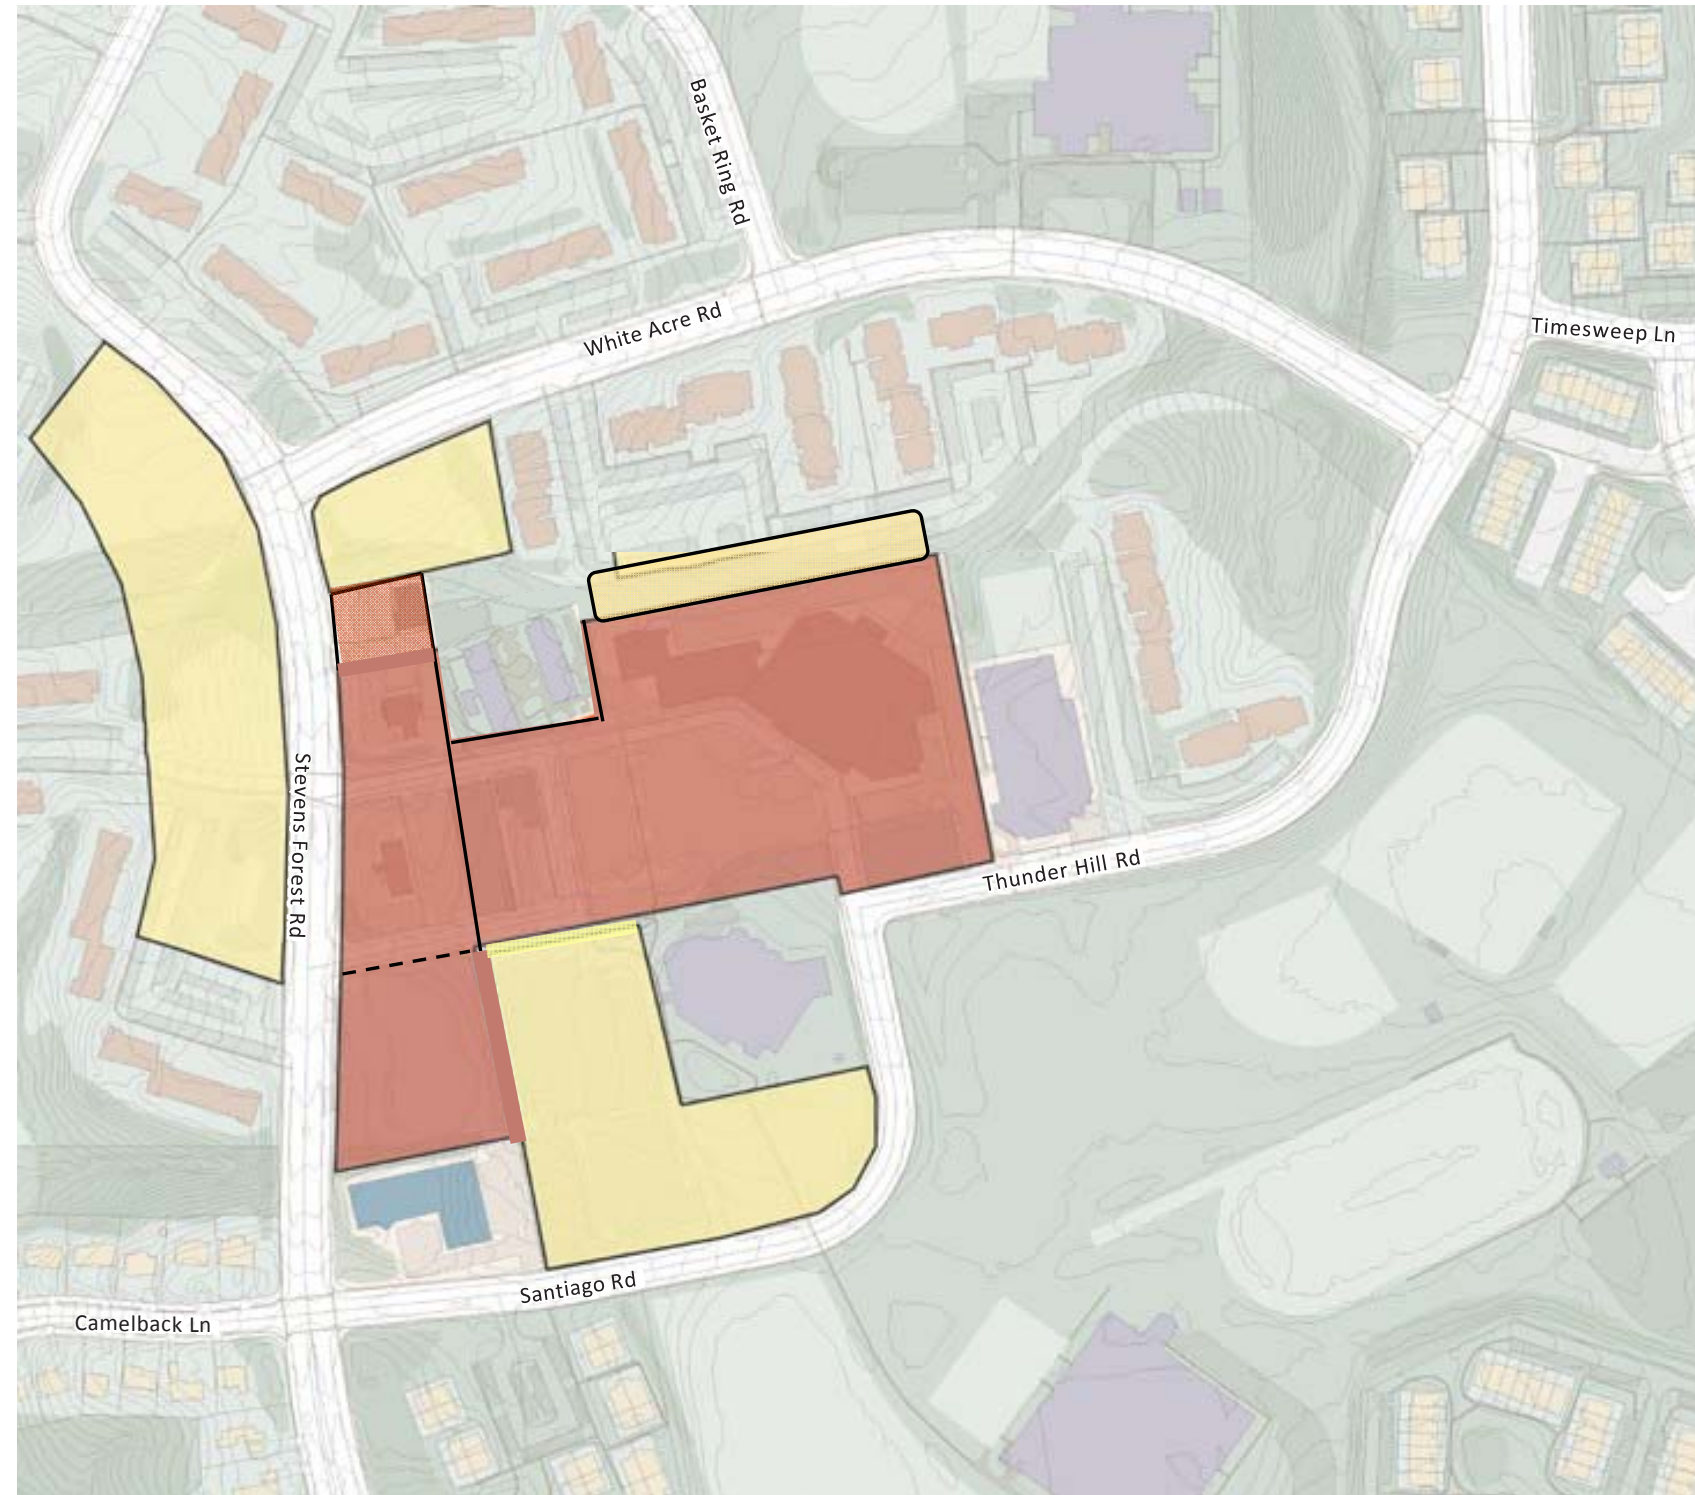 Basket Ring Rd
White Acre Rd
Timesweep Ln
Stevens Forest Rd
Thunder Hill Rd
Santiago Rd
Camelback Ln